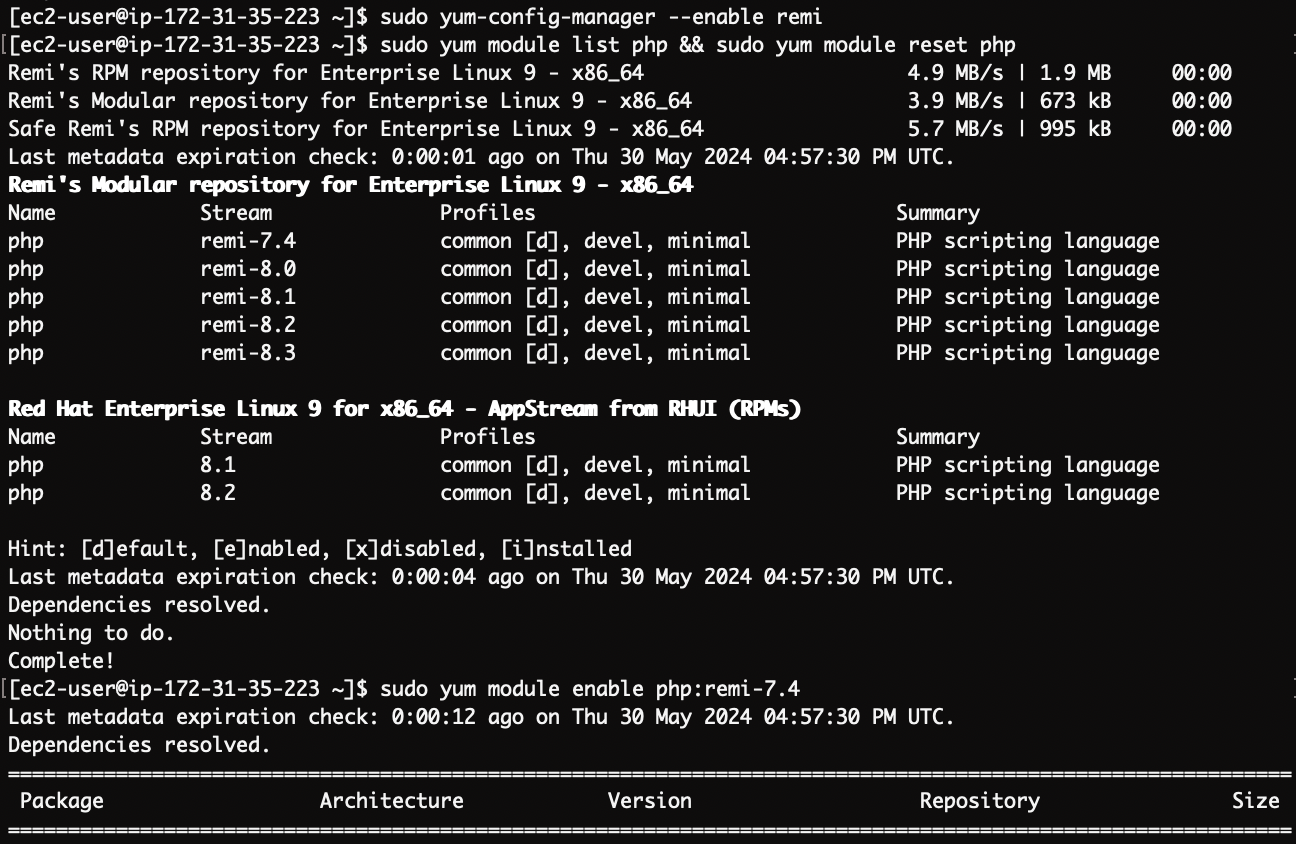 [ec2-user@ip-172-31-35-223 ~]$ sudo yum-config-manager --enable remi
[[ec2-user@ip-172-31-35-223 ~]$ sudo yum module list php && sudo yum module reset php ]
Remi's RPM repository for Enterprise Linux 9 - x86_64 4.9 MB/s | 1.9 MB 00:00
Remi's Modular repository for Enterprise Linux 9 - x86_64 3.9 MB/s | 673 kB 00:00
Safe Remi's RPM repository for Enterprise Linux 9 - x86_64 5.7 MB/s | 995 kB 00:00
Last metadata expiration check: 0:00:01 ago on Thu 30 May 2024 04:57:30 PM UTC.
Remi's Modular repository for Enterprise Linux 9 - x86_64
Name Stream Profiles Summary
php remi-7.4 common [d], devel, minimal PHP scripting language
php remi-8.0 common [d], devel, minimal PHP scripting language
php remi-8.1 common [d], devel, minimal PHP scripting language
php remi-8.2 common [d], devel, minimal PHP scripting language
php remi-8.3 common [d], devel, minimal PHP scripting language
Red Hat Enterprise Linux 9 for x86_64 - AppStream from RHUI (RPMs)
Name Stream Profiles Summary
php 8.1 common [d], devel, minimal PHP scripting language
php 8.2 common [d], devel, minimal PHP scripting language
Hint: [d]efault, [e]nabled, [x]disabled, [i]nstalled
Last metadata expiration check: 0:00:04 ago on Thu 30 May 2024 04:57:30 PM UTC.
Dependencies resolved.
Nothing to do.
Complete!
[[ec2-user@ip-172-31-35-223 ~]$ sudo yum module enable php:remi-7.4 ]
Last metadata expiration check: 0:00:12 ago on Thu 30 May 2024 04:57:30 PM UTC.
Dependencies resolved.
Package Architecture Version Repository Size